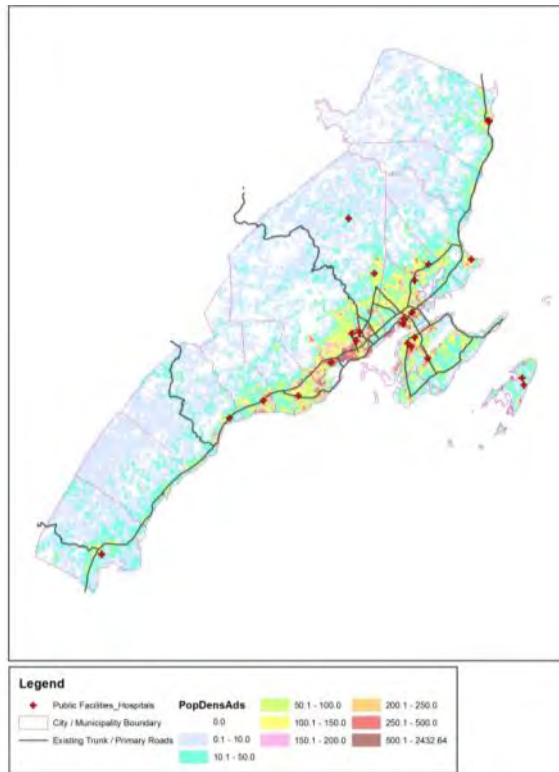 Legend
Public Facilities_Hospitals
City / Municipality Boundary
Existing Trunk / Primary Roads
PopDensAds
0.0
0.1 - 10.0
10.1 - 50.0
50.1 - 100.0
100.1 - 150.0
150.1 - 200.0
200.1 - 250.0
250.1 - 500.0
500.1 - 2432.64